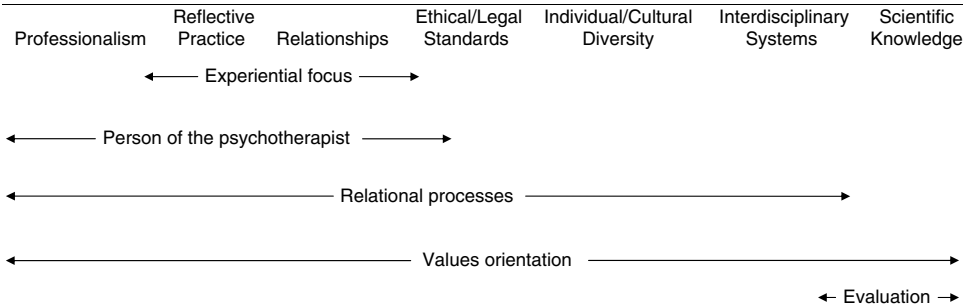 Reflective Ethical/Legal Individual/Cultural Interdisciplinary Scientific
Professionalism Practice Relationships Standards Diversity Systems Knowledge
Experiential focus
Person of the psychotherapist
Relational processes
Values orientation
Evaluation